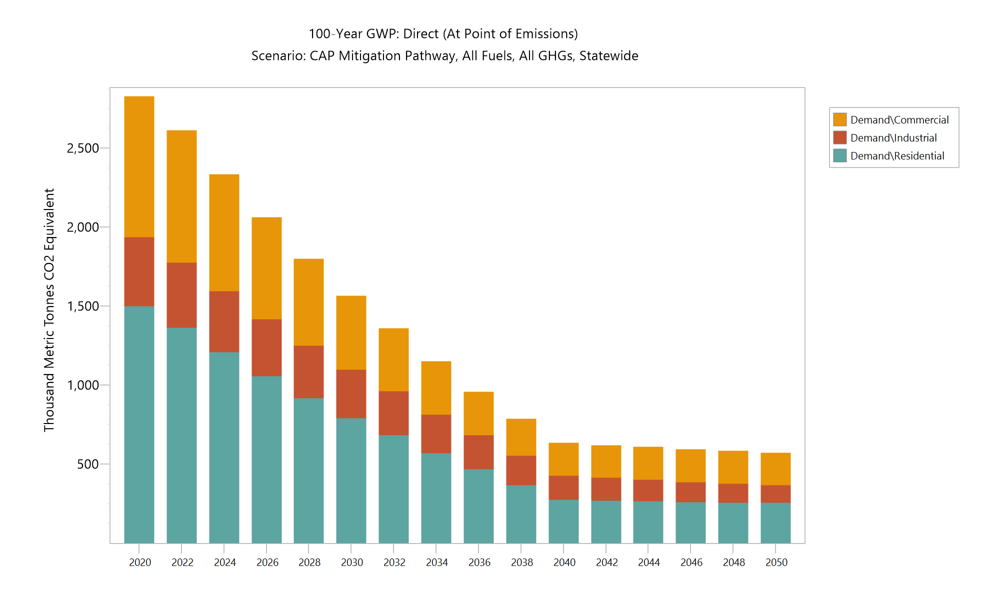 100-Year GWP: Direct (At Point of Emissions)
Scenario: CAP Mitigation Pathway, All Fuels, All GHGs, Statewide
Thousand Metric Tonnes CO2 Equivalent
2,500
2,000
1,500
1,000
500
2020 2022 2024 2026 2028 2030 2032 2034 2036 2038 2040 2042 2044 2046 2048 2050
Demand\Commercial
Demand\Industrial
Demand\Residential